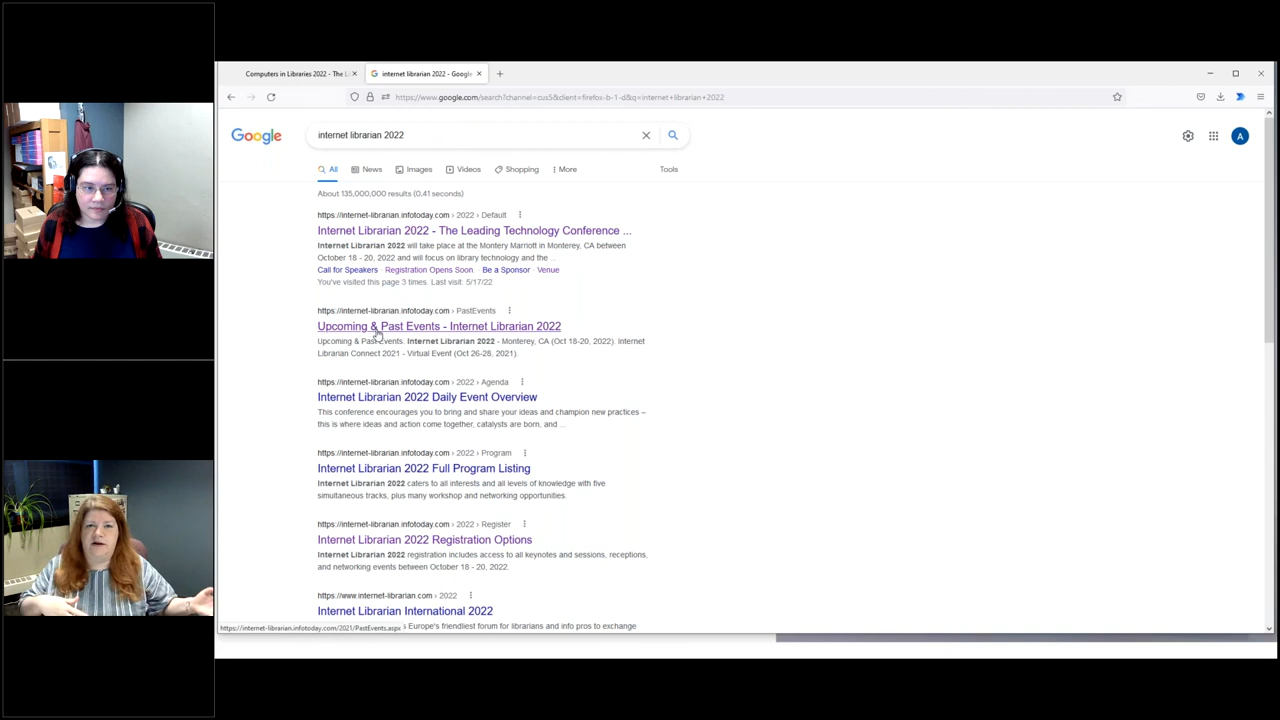 Computers in Libraries 2022 - The Li
internet librarian 2022 - Google
https://www.google.com/search?channel=cus5&client=firefox-b-1-d&q=internet+librarian+2022
Google
internet librarian 2022
A
All
News
Images
Videos
Shopping
More
Tools
About 135,000,000 results (0.41 seconds)
https://internet-librarian.infotoday.com › 2022 › Default
Internet Librarian 2022 - The Leading Technology Conference ...
Internet Librarian 2022 will take place at the Montery Marriott in Monterey, CA between
October 18 - 20, 2022 and will focus on library technology and the ...
Call for Speakers · Registration Opens Soon · Be a Sponsor · Venue
You've visited this page 3 times. Last visit: 5/17/22
https://internet-librarian.infotoday.com › PastEvents
Upcoming & Past Events - Internet Librarian 2022
Upcoming & Past Events. Internet Librarian 2022 - Monterey, CA (Oct 18-20, 2022). Internet
Librarian Connect 2021 - Virtual Event (Oct 26-28, 2021).
https://internet-librarian.infotoday.com › 2022 › Agenda
Internet Librarian 2022 Daily Event Overview
This conference encourages you to bring and share your ideas and champion new practices –
this is where ideas and action come together, catalysts are born, and ...
https://internet-librarian.infotoday.com › 2022 › Program
Internet Librarian 2022 Full Program Listing
Internet Librarian 2022 caters to all interests and all levels of knowledge with five
simultaneous tracks, plus many workshop and networking opportunities.
https://internet-librarian.infotoday.com › 2022 › Register
Internet Librarian 2022 Registration Options
Internet Librarian 2022 registration includes access to all keynotes and sessions, receptions,
and networking events between October 18 - 20, 2022.
https://www.internet-librarian.com › 2022
Internet Librarian International 2022
https://internet-librarian.infotoday.com/2021/PastEvents.aspx
s Europe's friendliest forum for librarians and info pros to exchange